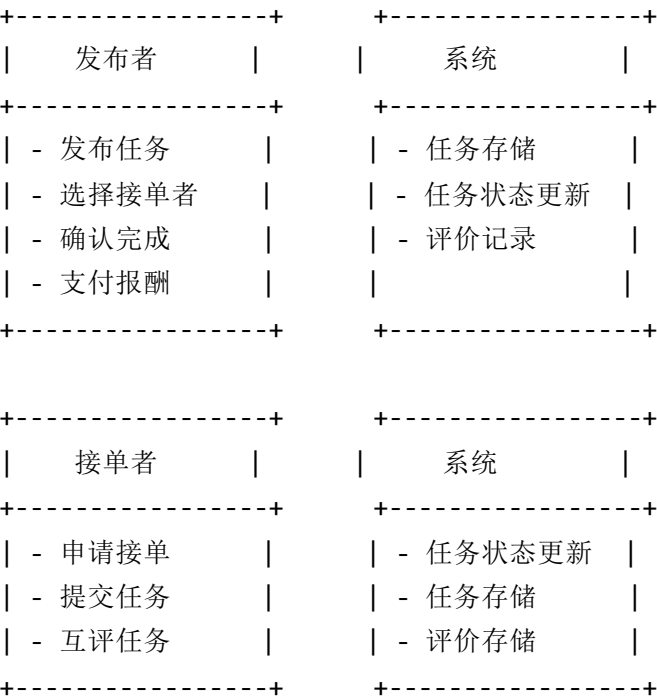 +-----------------+ +-----------------+
| 发布者 | | 系统 |
+-----------------+ +-----------------+
| - 发布任务 | | - 任务存储 |
| - 选择接单者 | | - 任务状态更新 |
| - 确认完成 | | - 评价记录 |
| - 支付报酬 | | |
+-----------------+ +-----------------+
+-----------------+ +-----------------+
| 接单者 | | 系统 |
+-----------------+ +-----------------+
| - 申请接单 | | - 任务状态更新 |
| - 提交任务 | | - 任务存储 |
| - 互评任务 | | - 评价存储 |
+-----------------+ +-----------------+